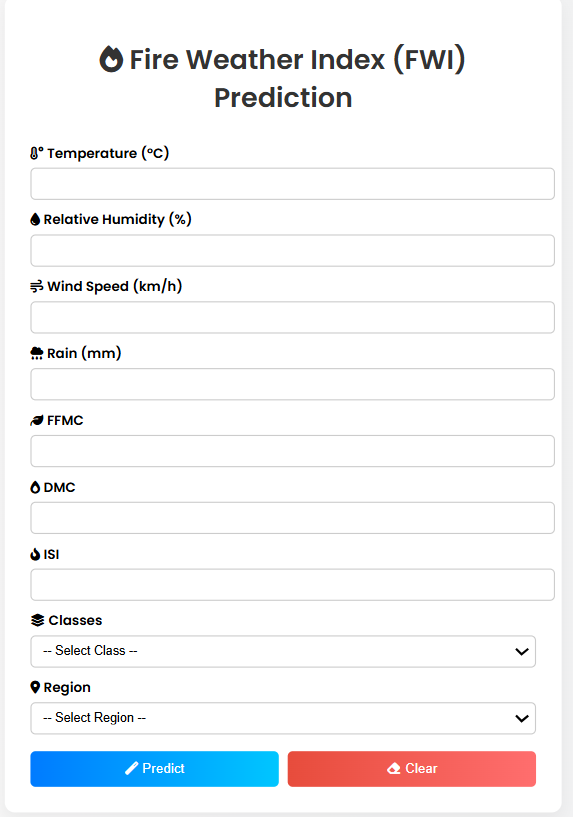 Fire Weather Index (FWI)
Prediction
Temperature (°C)
Relative Humidity (%)
Wind Speed (km/h)
Rain (mm)
FFMC
DMC
ISI
Classes
-- Select Class --
Region
-- Select Region --
Predict Clear